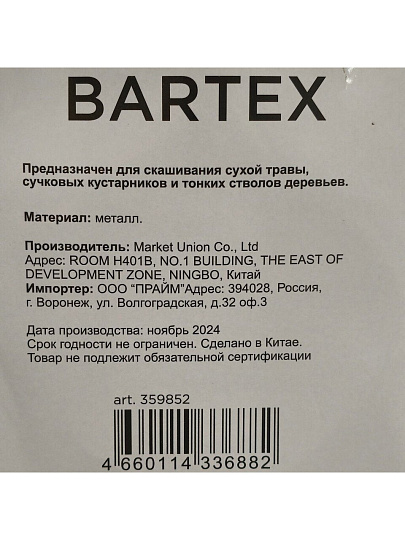 BARTEX
Предназначен для скашивания сухой травы,
сучковых кустарников и тонких стволов деревьев.
Материал: металл.
Производитель: Market Union Co., Ltd
Адрес: ROOM H401B, NO.1 BUILDING, THE EAST OF
DEVELOPMENT ZONE, NINGBO, Китай
Импортер: ООО “ПРАЙМ”Адрес: 394028, Россия,
г. Воронеж, ул. Волгоградская, д.32 оф.3
Дата производства: ноябрь 2024
Срок годности не ограничен. Сделано в Китае.
Товар не подлежит обязательной сертификации
art. 359852
4 660114 336882